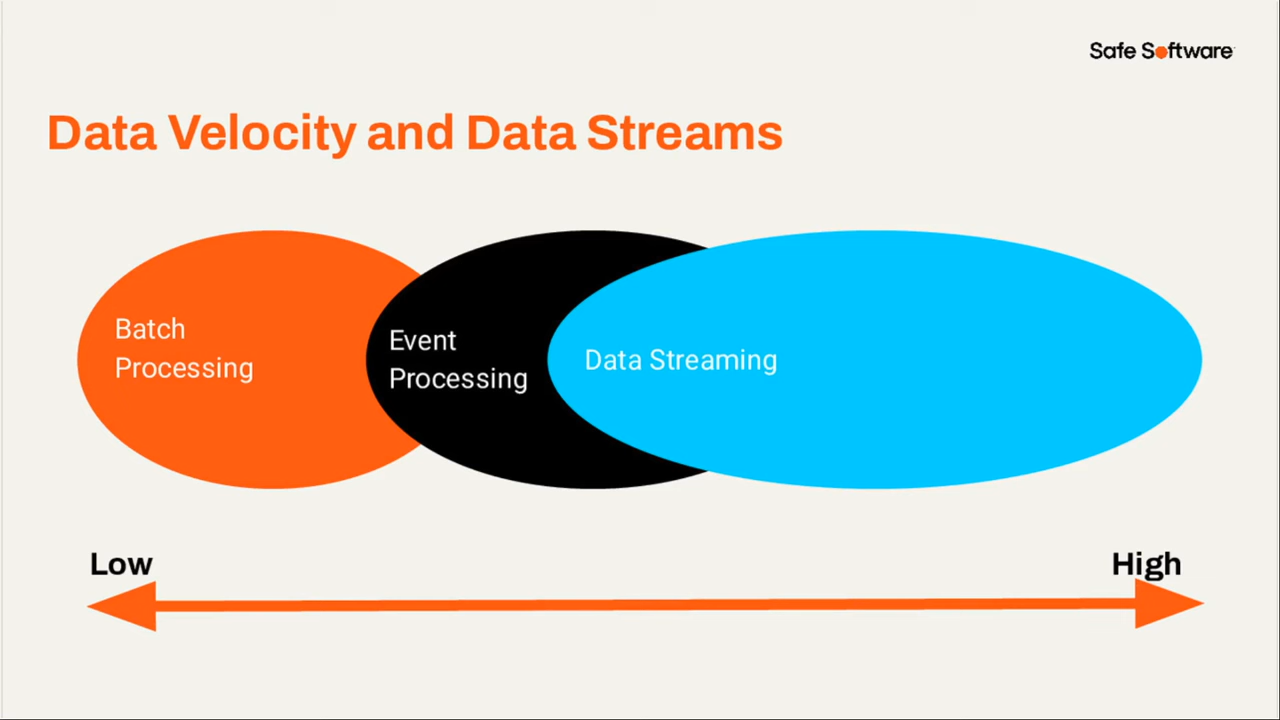 Safe Software
Data Velocity and Data Streams
Batch
Processing
Event
Processing
Data Streaming
Low
High